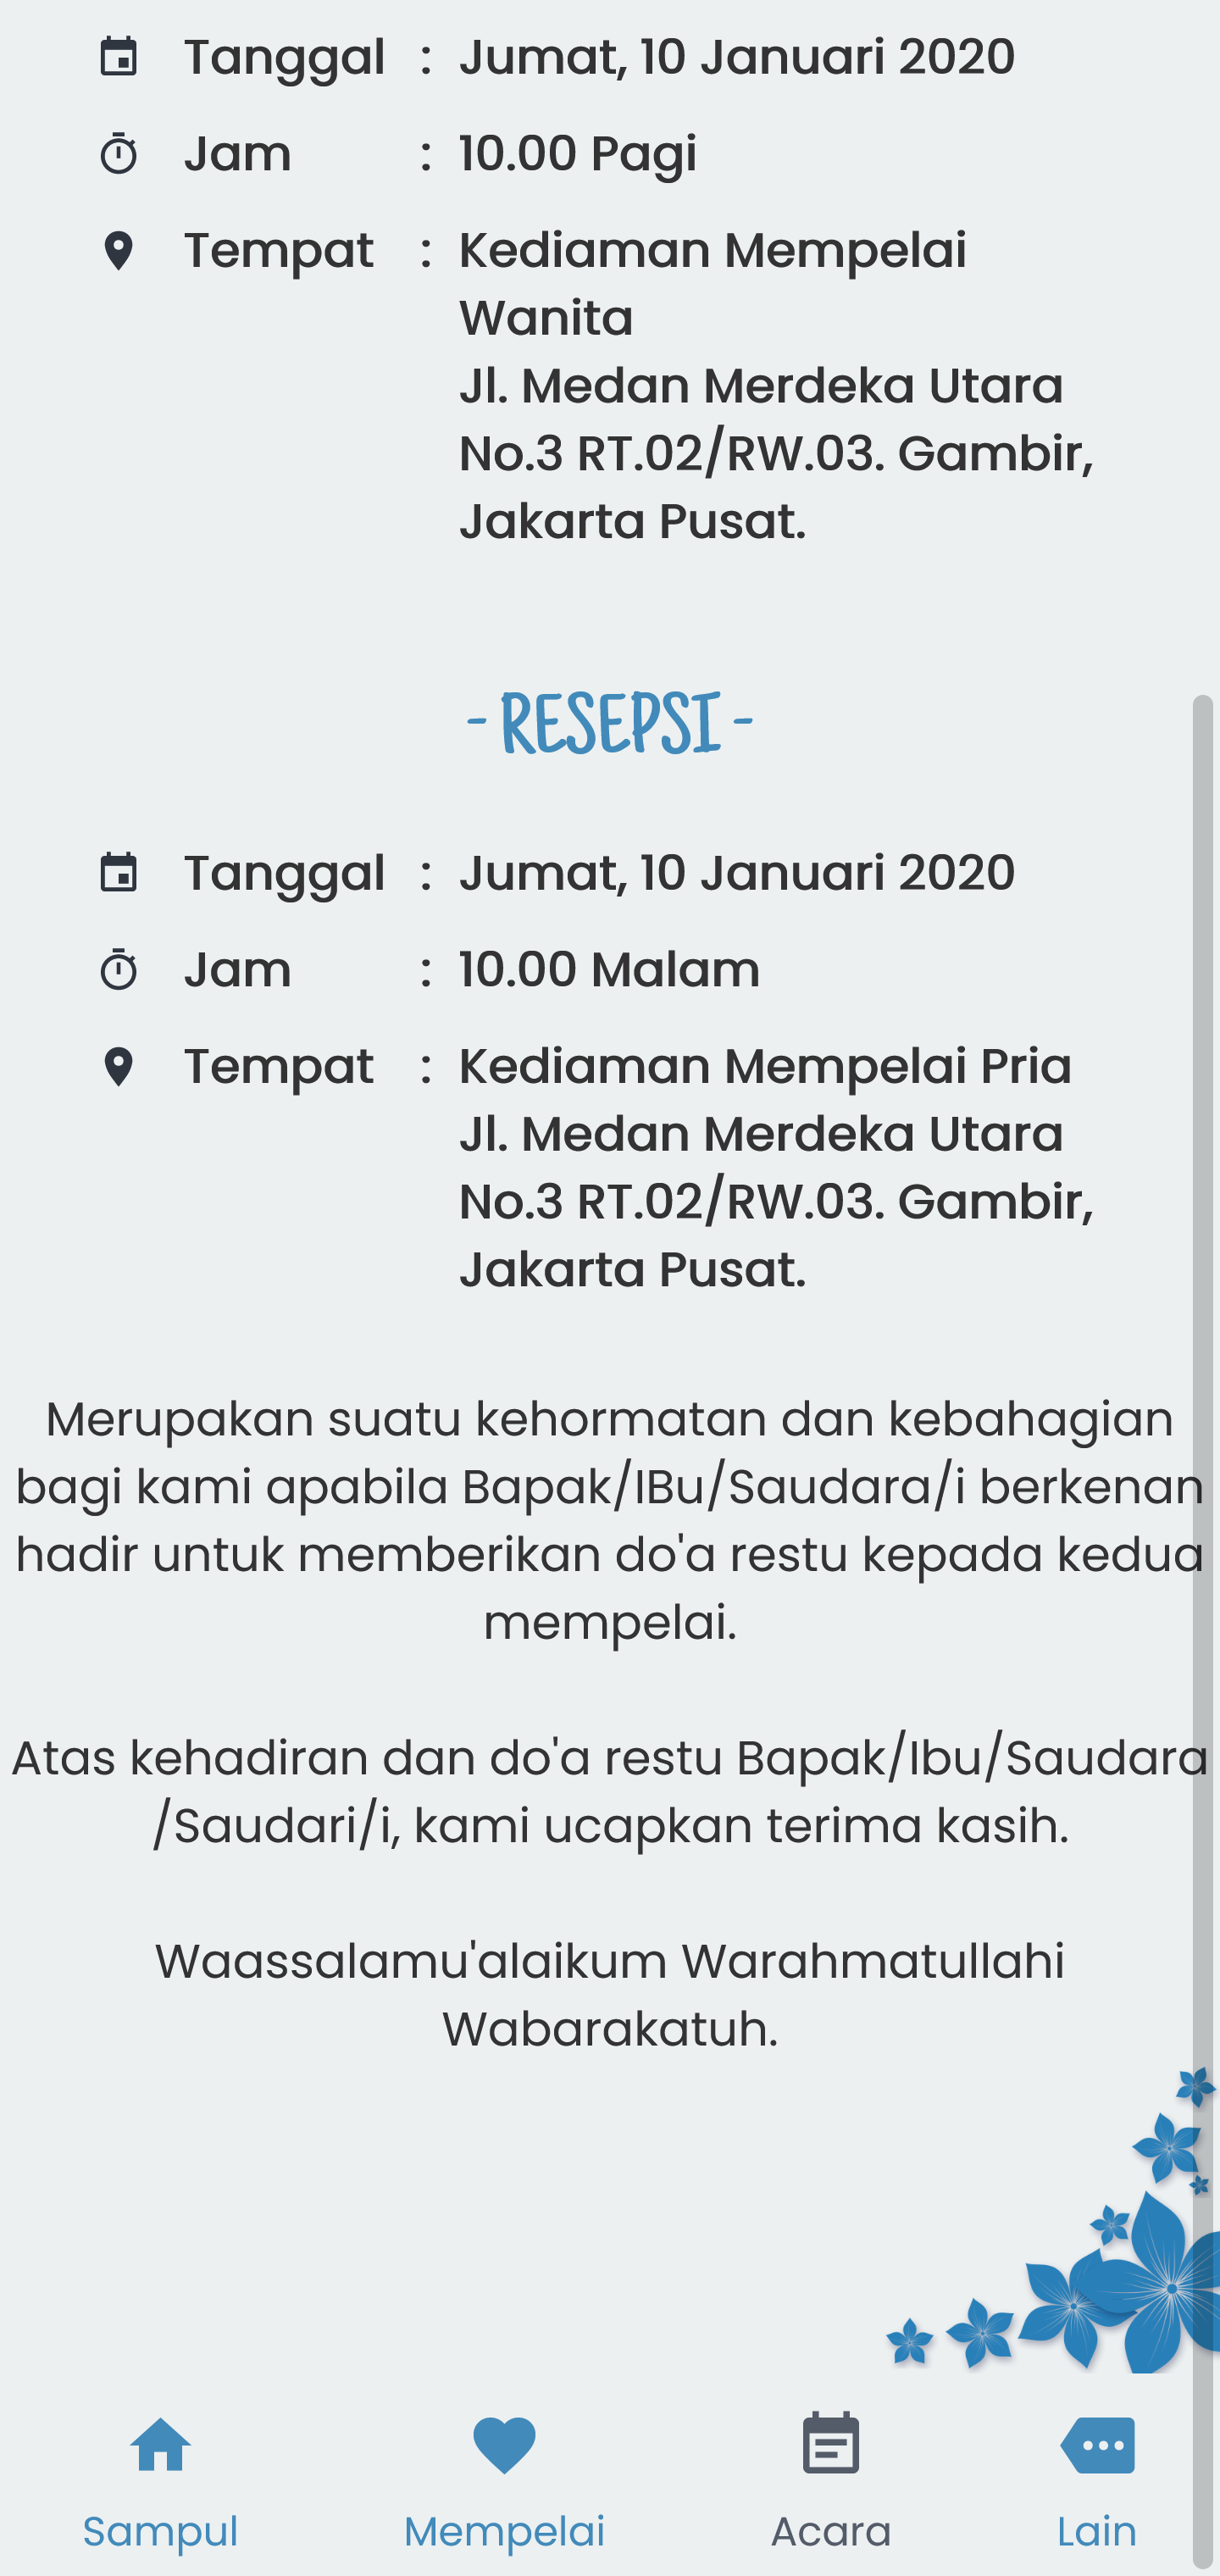 Tanggal : Jumat, 10 Januari 2020
Jam : 10.00 Pagi
Tempat : Kediaman Mempelai
Wanita
Jl. Medan Merdeka Utara
No.3 RT.02/RW.03. Gambir,
Jakarta Pusat.
- RESEPSI -
Tanggal : Jumat, 10 Januari 2020
Jam : 10.00 Malam
Tempat : Kediaman Mempelai Pria
Jl. Medan Merdeka Utara
No.3 RT.02/RW.03. Gambir,
Jakarta Pusat.
Merupakan suatu kehormatan dan kebahagian
bagi kami apabila Bapak/IBu/Saudara/i berkenan
hadir untuk memberikan do'a restu kepada kedua
mempelai.
Atas kehadiran dan do'a restu Bapak/Ibu/Saudara
/Saudari/i, kami ucapkan terima kasih.
Waassalamu'alaikum Warahmatullahi
Wabarakatuh.
Sampul Mempelai Acara Lain